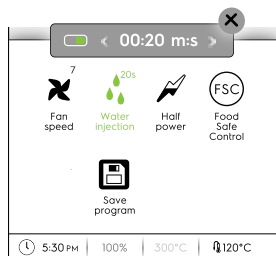 00:20 m:s
7
20s
FSC
Fan speed
Water injection
Half power
Food Safe Control
Save program
5:30 PM 100% 300°C 120°C